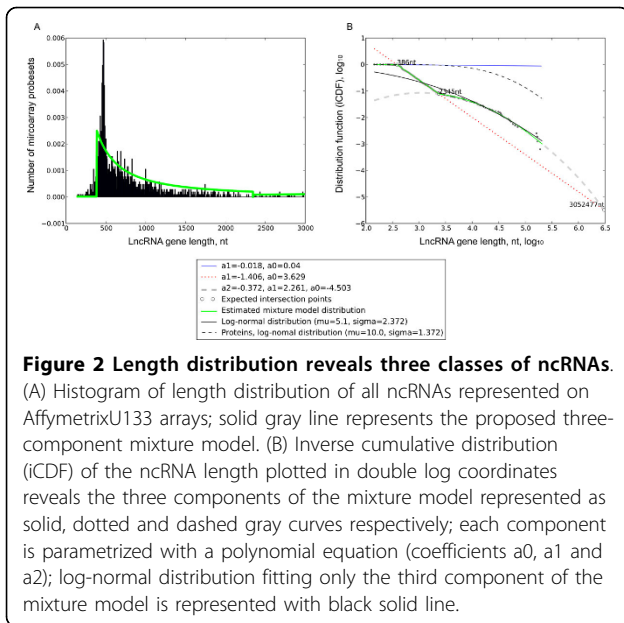 A
B
0.006
0.005
0.004
0.003
0.002
0.001
0.000
−0.001
Number of mircoarray probesets
0
500
1000
1500
2000
2500
3000
LncRNA gene length, nt
1
0
−1
−2
−3
−4
−5
−6
Distribution function (iCDF), log₁₀
386nt
2345nt
3052477nt
2.0
2.5
3.0
3.5
4.0
4.5
5.0
5.5
6.0
6.5
LncRNA gene length, nt, log₁₀
a1=-0.018, a0=0.04
a1=-1.406, a0=3.629
a2=-0.372, a1=2.261, a0=-4.503
Expected intersection points
Estimated mixture model distribution
Log-normal distribution (mu=5.1, sigma=2.372)
Proteins, log-nomal distribution (mu=10.0, sigma=1.372)
Figure 2 Length distribution reveals three classes of ncRNAs.
(A) Histogram of length distribution of all ncRNAs represented on
AffymetrixU133 arrays; solid gray line represents the proposed three-
component mixture model. (B) Inverse cumulative distribution
(iCDF) of the ncRNA length plotted in double log coordinates
reveals the three components of the mixture model represented as
solid, dotted and dashed gray curves respectively; each component
is parametrized with a polynomial equation (coefficients a0, a1 and
a2); log-normal distribution fitting only the third component of the
mixture model is represented with black solid line.